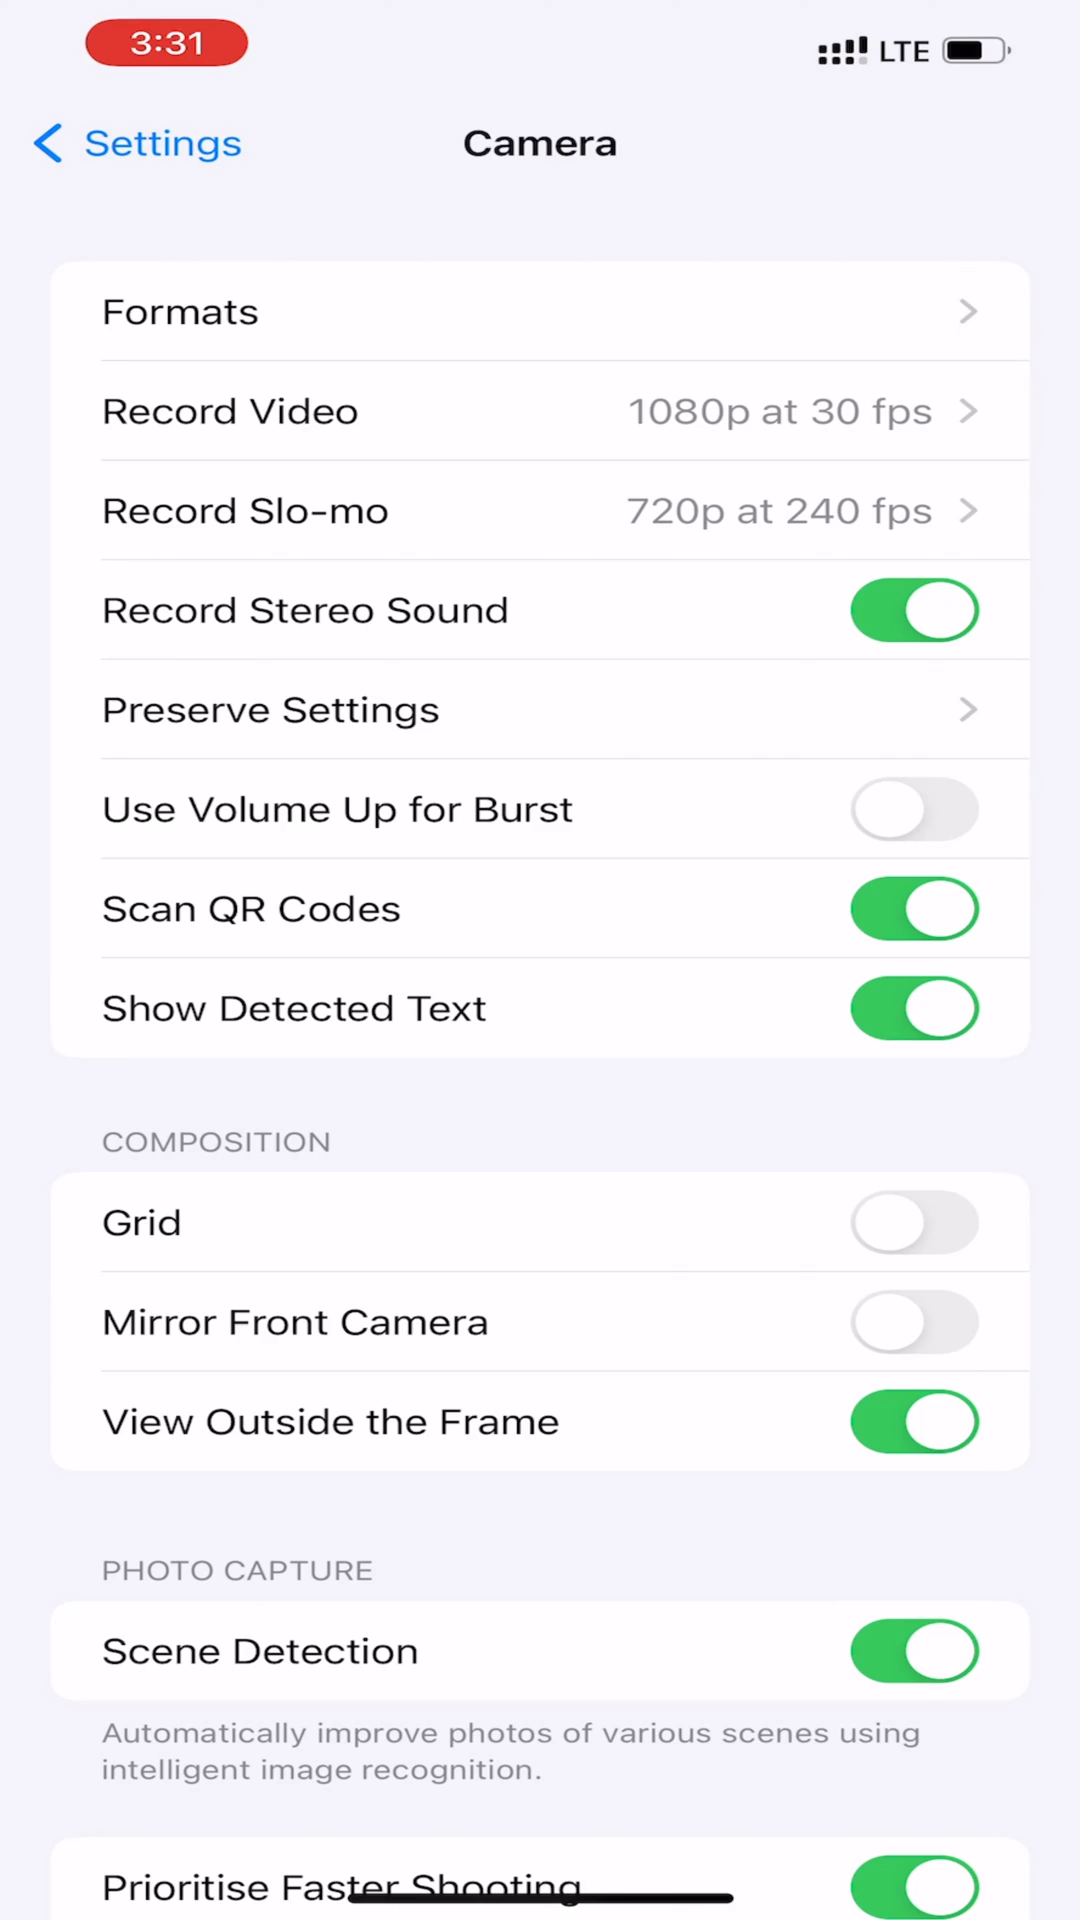 3:31
LTE
Settings
Camera
Formats
Record Video 1080p at 30 fps
Record Slo-mo 720p at 240 fps
Record Stereo Sound
Preserve Settings
Use Volume Up for Burst
Scan QR Codes
Show Detected Text
COMPOSITION
Grid
Mirror Front Camera
View Outside the Frame
PHOTO CAPTURE
Scene Detection
Automatically improve photos of various scenes using
intelligent image recognition.
Prioritise Faster Shooting